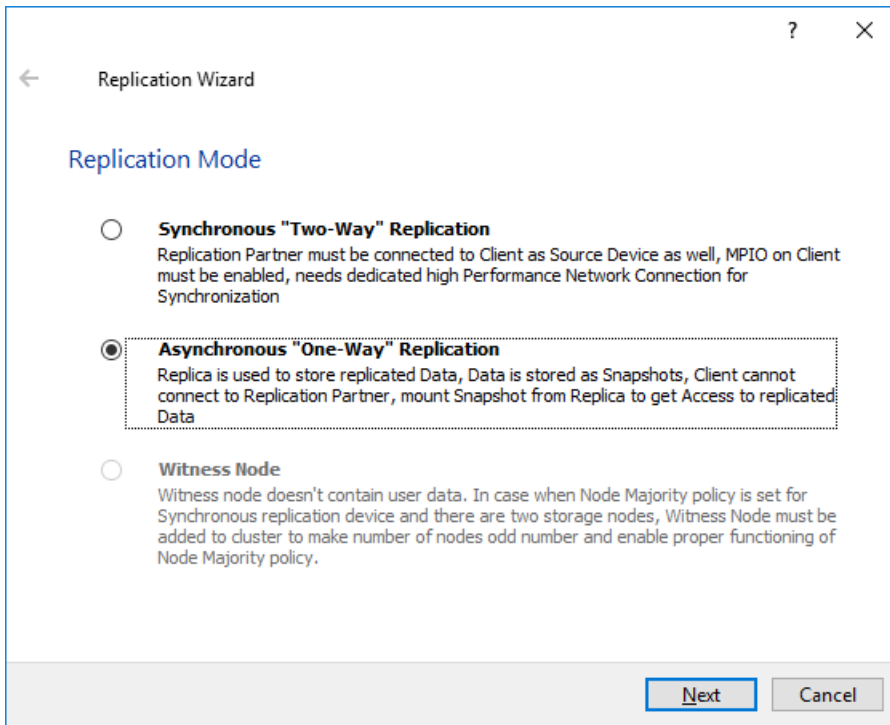 ?
Replication Wizard
Replication Mode
Synchronous "Two-Way" Replication
Replication Partner must be connected to Client as Source Device as well, MPIO on Client
must be enabled, needs dedicated high Performance Network Connection for
Synchronization
Asynchronous "One-Way" Replication
Replica is used to store replicated Data, Data is stored as Snapshots, Client cannot
connect to Replication Partner, mount Snapshot from Replica to get Access to replicated
Data
Witness Node
Witness node doesn't contain user data. In case when Node Majority policy is set for
Synchronous replication device and there are two storage nodes, Witness Node must be
added to cluster to make number of nodes odd number and enable proper functioning of
Node Majority policy.
Next Cancel